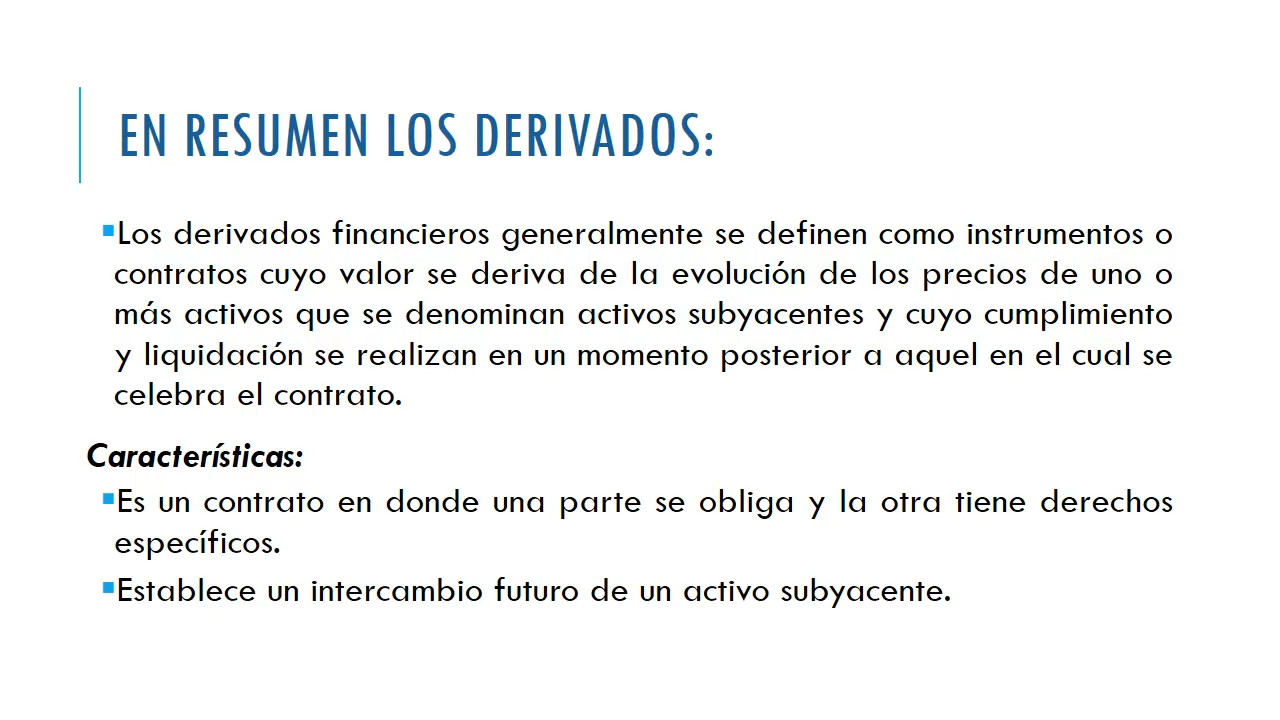 EN RESUMEN LOS DERIVADOS:
▪Los derivados financieros generalmente se definen como instrumentos o
contratos cuyo valor se deriva de la evolución de los precios de uno o
más activos que se denominan activos subyacentes y cuyo cumplimiento
y liquidación se realizan en un momento posterior a aquel en el cual se
celebra el contrato.
Características:
▪Es un contrato en donde una parte se obliga y la otra tiene derechos
específicos.
▪Establece un intercambio futuro de un activo subyacente.